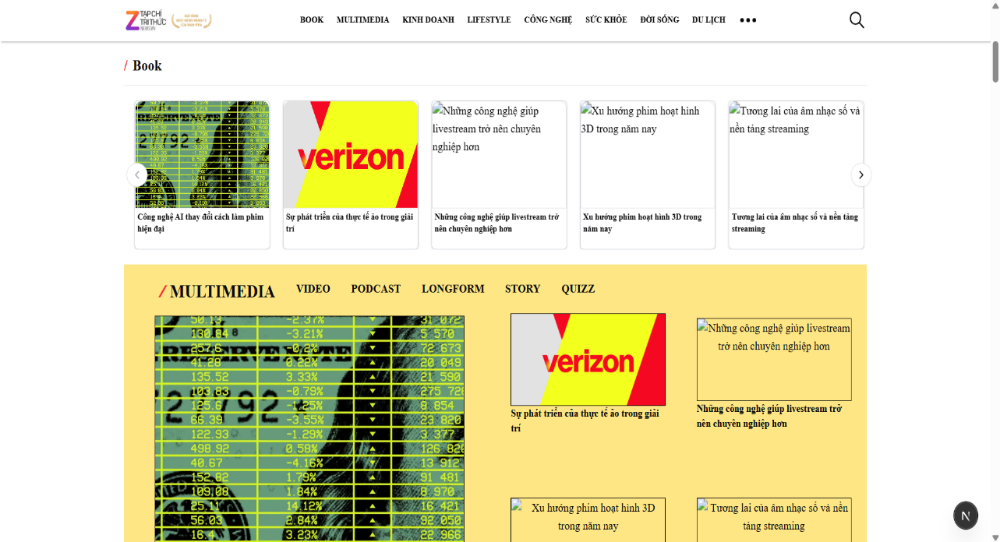 TẠP CHÍ
TRI THỨC
NEWS.VN
BOOK MULTIMEDIA KINH DOANH LIFESTYLE CÔNG NGHỆ SỨC KHỎE ĐỜI SỐNG DU LỊCH
/ Book
RESERVE
verizon
Những công nghệ giúp
livestream trở nên chuyên
nghiệp hơn
Xu hướng phim hoạt hình
3D trong năm nay
Tương lai của âm nhạc số và
nền tảng streaming
Công nghệ AI thay đổi cách làm phim
hiện đại
Sự phát triển của thực tế ảo trong giải
trí
Những công nghệ giúp livestream trở
nên chuyên nghiệp hơn
Xu hướng phim hoạt hình 3D trong
năm nay
Tương lai của âm nhạc số và nền tảng
streaming
/ MULTIMEDIA VIDEO PODCAST LONGFORM STORY QUIZZ
50.13 -2.37% ▼ 31 072
130.84 -3.21% ▼ 5 570
257.6 -0.2% ▼ 72 673
41.28 0.22% ▲ 20 049
135.52 3.33% ▲ 21 590
103.83 -0.79% ▼
125.6 -1.25% ▼ 8 854
66.39 -3.55% ▼ 23 820
122.93 -1.29% ▼ 3 377
498.92 0.58% ▲
40.67 -4.16% ▼ 13 912
152.82 1.79% ▲ 91 481
109.08 1.84% ▲ 8 970
25.11 14.12% ▲ 16 421
56.03 2.84% ▲ 92 050
16.4 3.23% ▲ 22 966
verizon
Sự phát triển của thực tế ảo trong giải
trí
Những công nghệ giúp livestream
trở nên chuyên nghiệp hơn
Những công nghệ giúp livestream trở
nên chuyên nghiệp hơn
Xu hướng phim hoạt hình 3D
trong năm nay
Tương lai của âm nhạc số và nền
tảng streaming
N